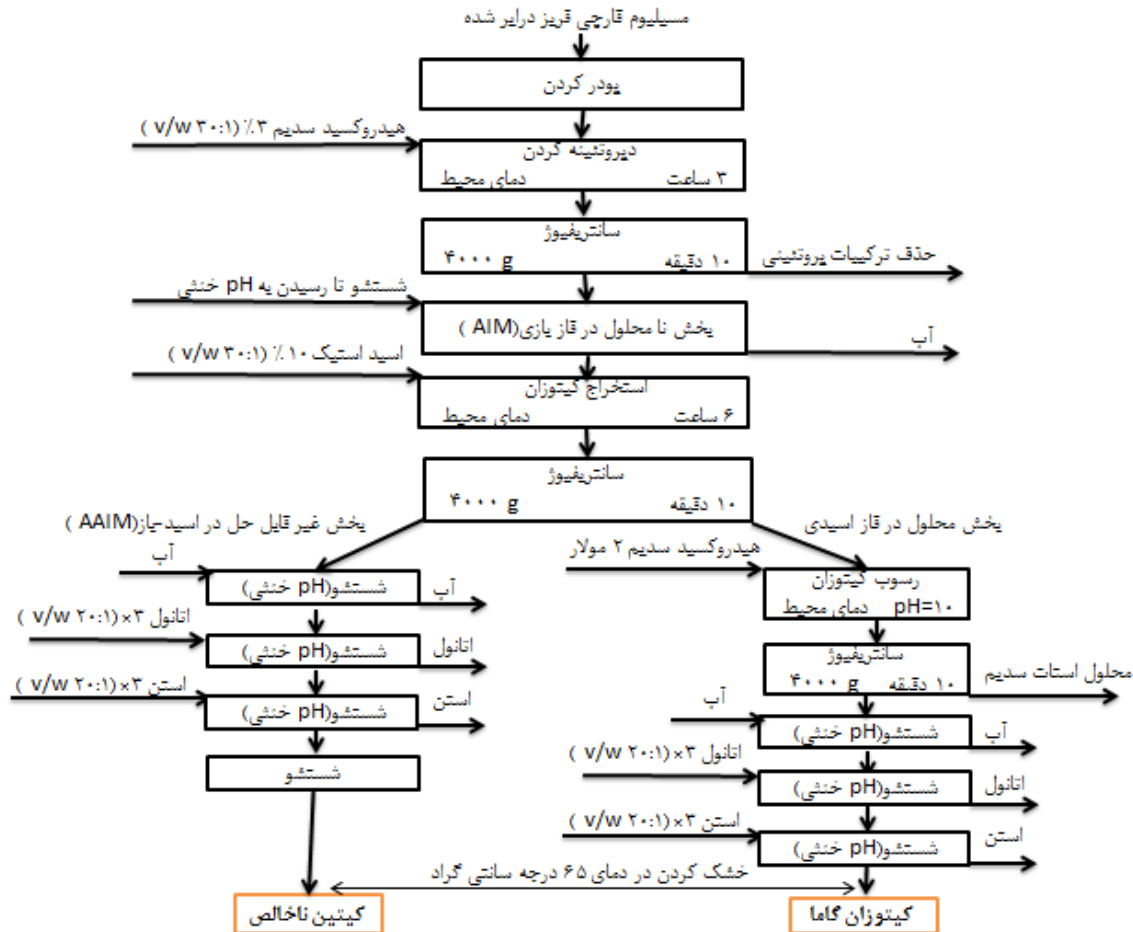 مسیلیوم قارچی فریز درایر شده
پودر کردن
هیدروکسید سدیم ۳٪ (۳۰:۱ v/w )
دپروتئینه کردن
۳ ساعت دمای محیط
سانتریفیوژ
۱۰ دقیقه ۴۰۰۰ g
حذف ترکیبات پروتئینی
شستشو تا رسیدن به pH خنثی
بخش نا محلول در فاز بازی(AIM )
آب
اسید استیک ۱۰ ٪ (۳۰:۱ v/w )
استخراج کیتوزان
۶ ساعت دمای محیط
سانتریفیوژ
۱۰ دقیقه ۴۰۰۰ g
بخش غیر قابل حل در اسید-باز(AAIM )
بخش محلول در فاز اسیدی
آب
شستشو(pH خنثی)
آب
اتانول ۳×(۲۰:۱ v/w )
شستشو(pH خنثی)
اتانول
استن ۳×(۲۰:۱ v/w )
شستشو(pH خنثی)
استن
شستشو
هیدروکسید سدیم ۲ مولار
رسوب کیتوزان
pH=۱۰ دمای محیط
سانتریفیوژ
۱۰ دقیقه ۴۰۰۰ g
محلول استات سدیم
آب
شستشو(pH خنثی)
آب
اتانول ۳×(۲۰:۱ v/w )
شستشو(pH خنثی)
اتانول
استن ۳×(۲۰:۱ v/w )
شستشو(pH خنثی)
استن
خشک کردن در دمای ۶۵ درجه سانتی گراد
کیتین ناخالص
کیتوزان گاما